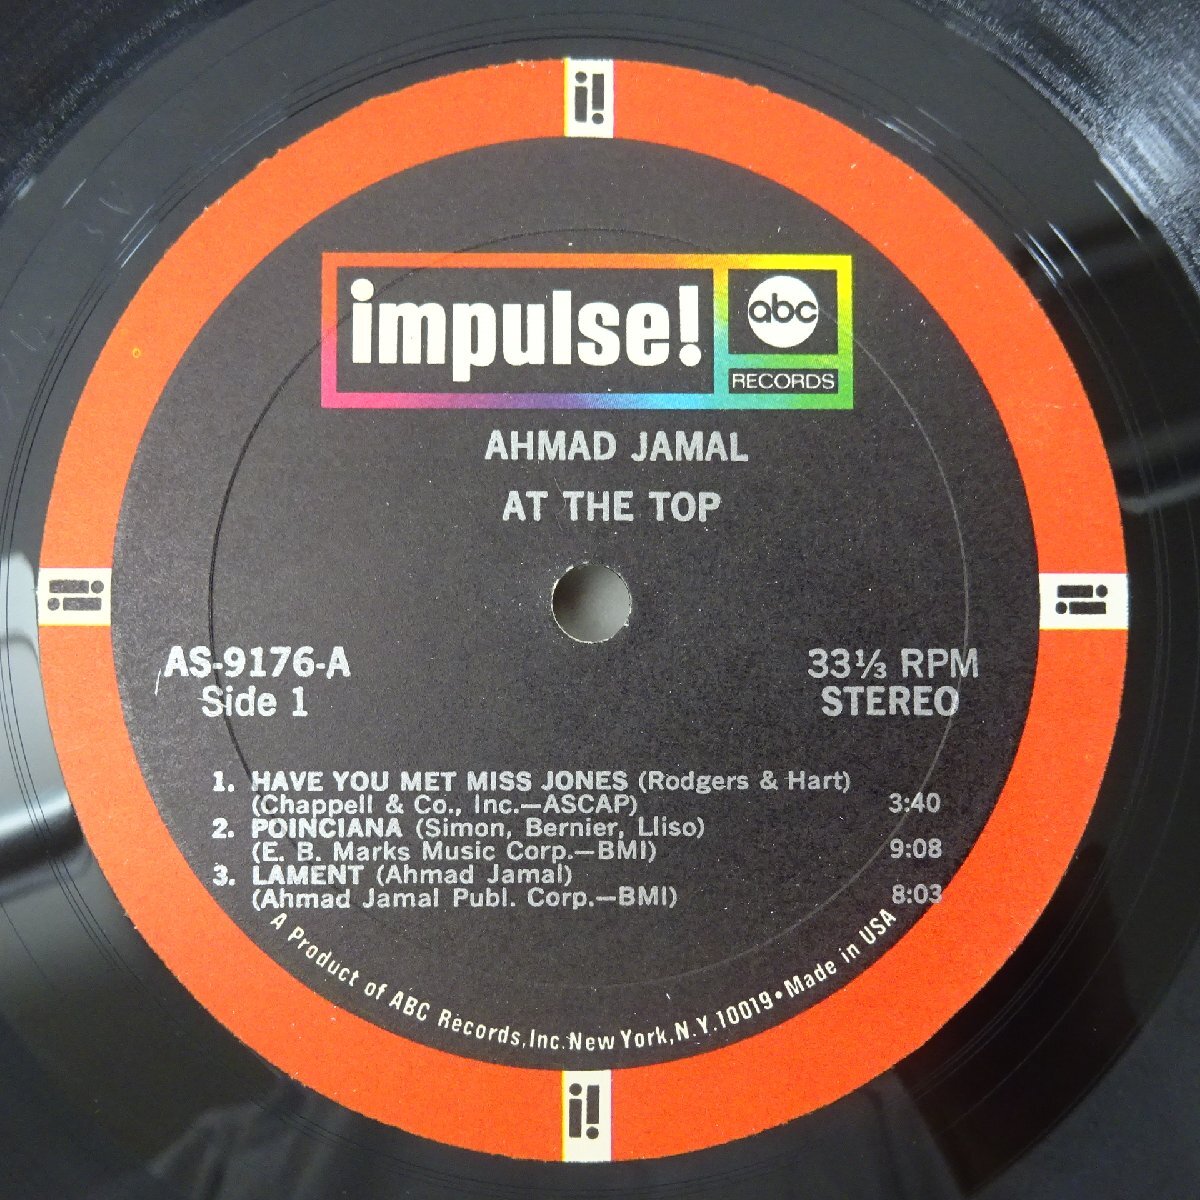 i!
impulse!
abc
RECORDS
AHMAD JAMAL
AT THE TOP
i!
i!
AS-9176-A
Side 1
33⅓ RPM
STEREO
1. HAVE YOU MET MISS JONES (Rodgers & Hart)
(Chappell & Co., Inc.—ASCAP) 3:40
2. POINCIANA (Simon, Bernier, Lliso)
(E. B. Marks Music Corp.—BMI) 9:08
3. LAMENT (Ahmad Jamal)
(Ahmad Jamal Publ. Corp.—BMI) 8:03
A Product of ABC Records, Inc. New York, N.Y. 10019 • Made in USA
i!